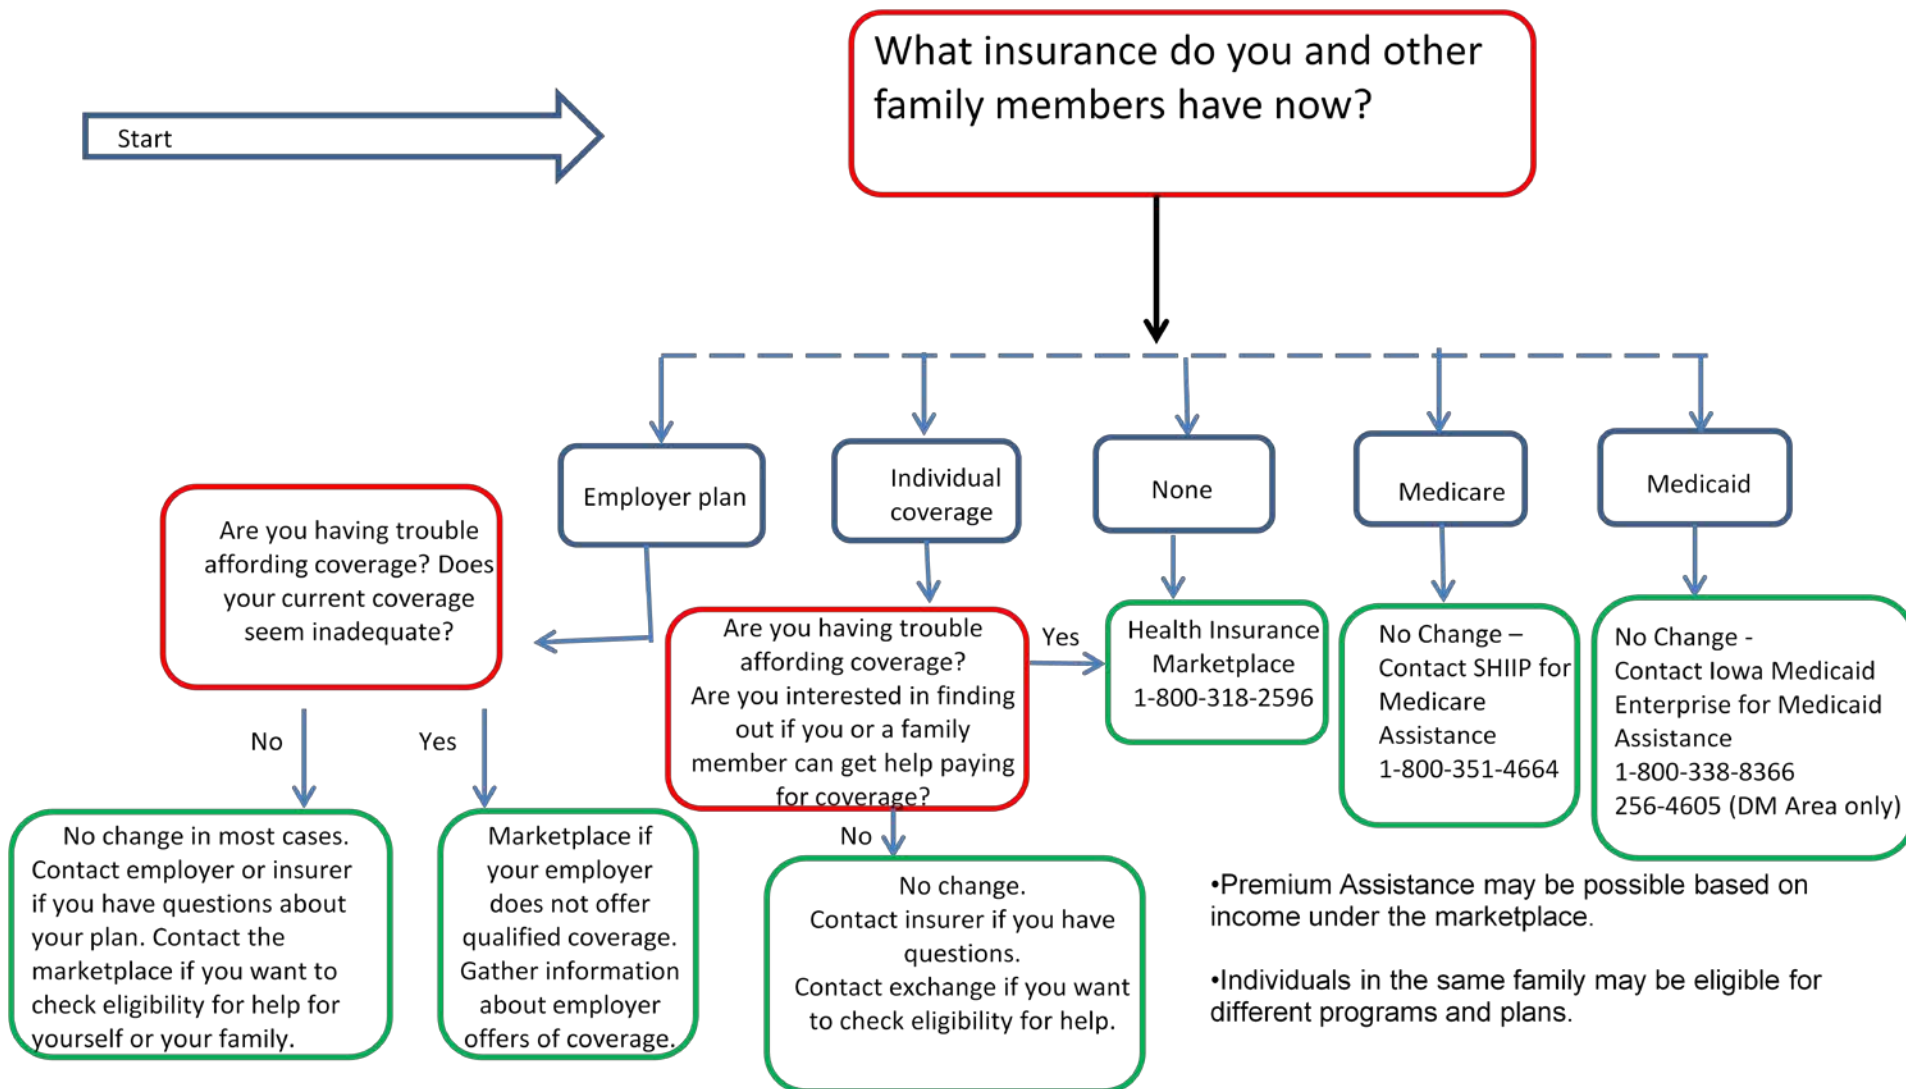 What insurance do you and other
family members have now?
Start
Employer plan
Individual
coverage
None
Medicare
Medicaid
Are you having trouble
affording coverage? Does
your current coverage
seem inadequate?
No
Yes
Are you having trouble
affording coverage?
Are you interested in finding
out if you or a family
member can get help paying
for coverage?
Yes
No
Health Insurance
Marketplace
1-800-318-2596
No Change –
Contact SHIIP for
Medicare
Assistance
1-800-351-4664
No Change -
Contact Iowa Medicaid
Enterprise for Medicaid
Assistance
1-800-338-8366
256-4605 (DM Area only)
No change in most cases.
Contact employer or insurer
if you have questions about
your plan. Contact the
marketplace if you want to
check eligibility for help for
yourself or your family.
Marketplace if
your employer
does not offer
qualified coverage.
Gather information
about employer
offers of coverage.
No change.
Contact insurer if you have
questions.
Contact exchange if you want
to check eligibility for help.
•Premium Assistance may be possible based on
income under the marketplace.
•Individuals in the same family may be eligible for
different programs and plans.